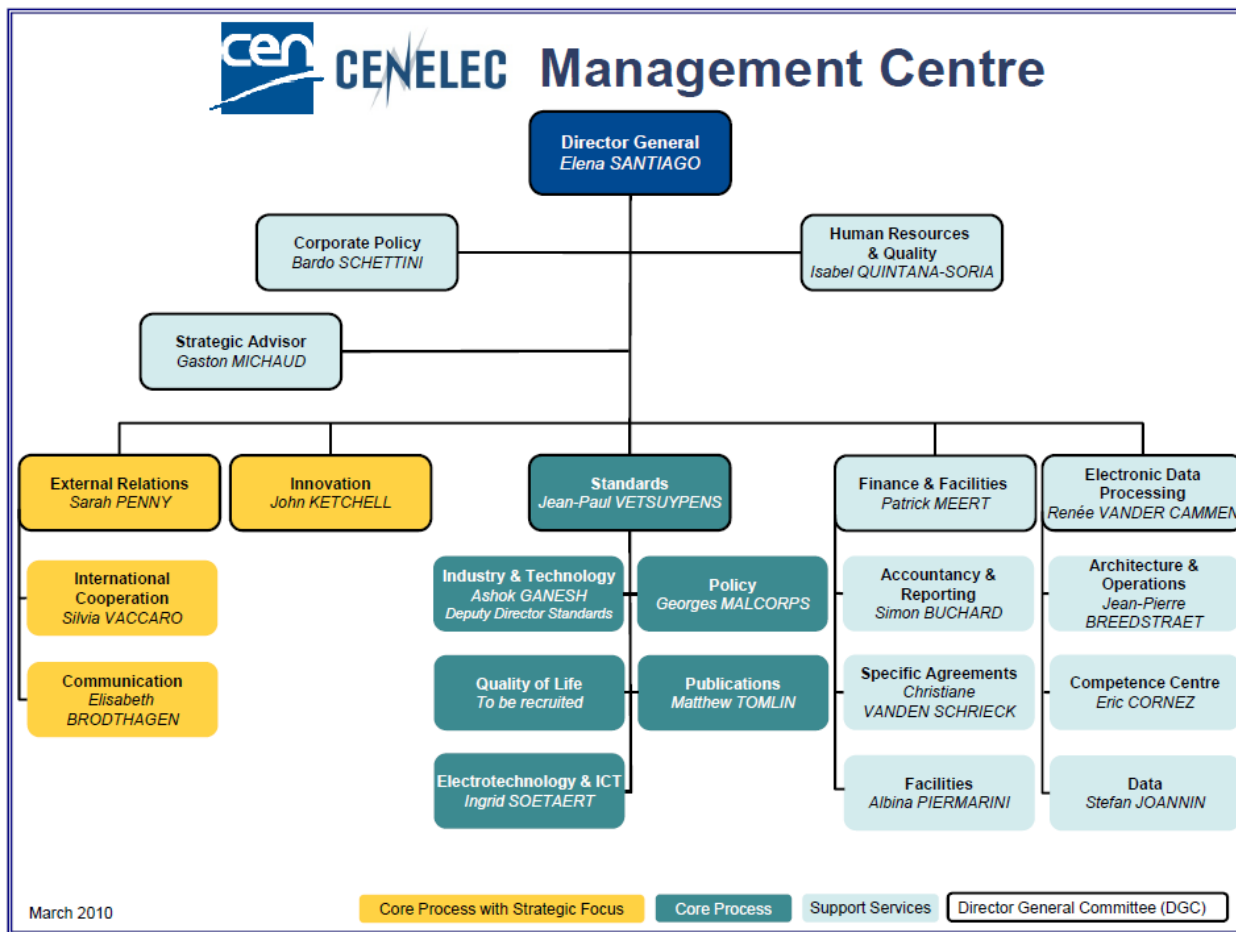 cen CENELEC Management Centre
Director General
Elena SANTIAGO
Corporate Policy
Bardo SCHETTINI
Human Resources
& Quality
Isabel QUINTANA-SORIA
Strategic Advisor
Gaston MICHAUD
External Relations
Sarah PENNY
Innovation
John KETCHELL
Standards
Jean-Paul VETSUYPENS
Finance & Facilities
Patrick MEERT
Electronic Data
Processing
Renée VANDER CAMMEN
International
Cooperation
Silvia VACCARO
Industry & Technology
Ashok GANESH
Deputy Director Standards
Policy
Georges MALCORPS
Accountancy &
Reporting
Simon BUCHARD
Architecture &
Operations
Jean-Pierre
BREEDSTRAET
Communication
Elisabeth
BRODTHAGEN
Quality of Life
To be recruited
Publications
Matthew TOMLIN
Specific Agreements
Christiane
VANDEN SCHRIECK
Competence Centre
Eric CORNEZ
Electrotechnology & ICT
Ingrid SOETAERT
Facilities
Albina PIERMARINI
Data
Stefan JOANNIN
March 2010
Core Process with Strategic Focus
Core Process
Support Services
Director General Committee (DGC)